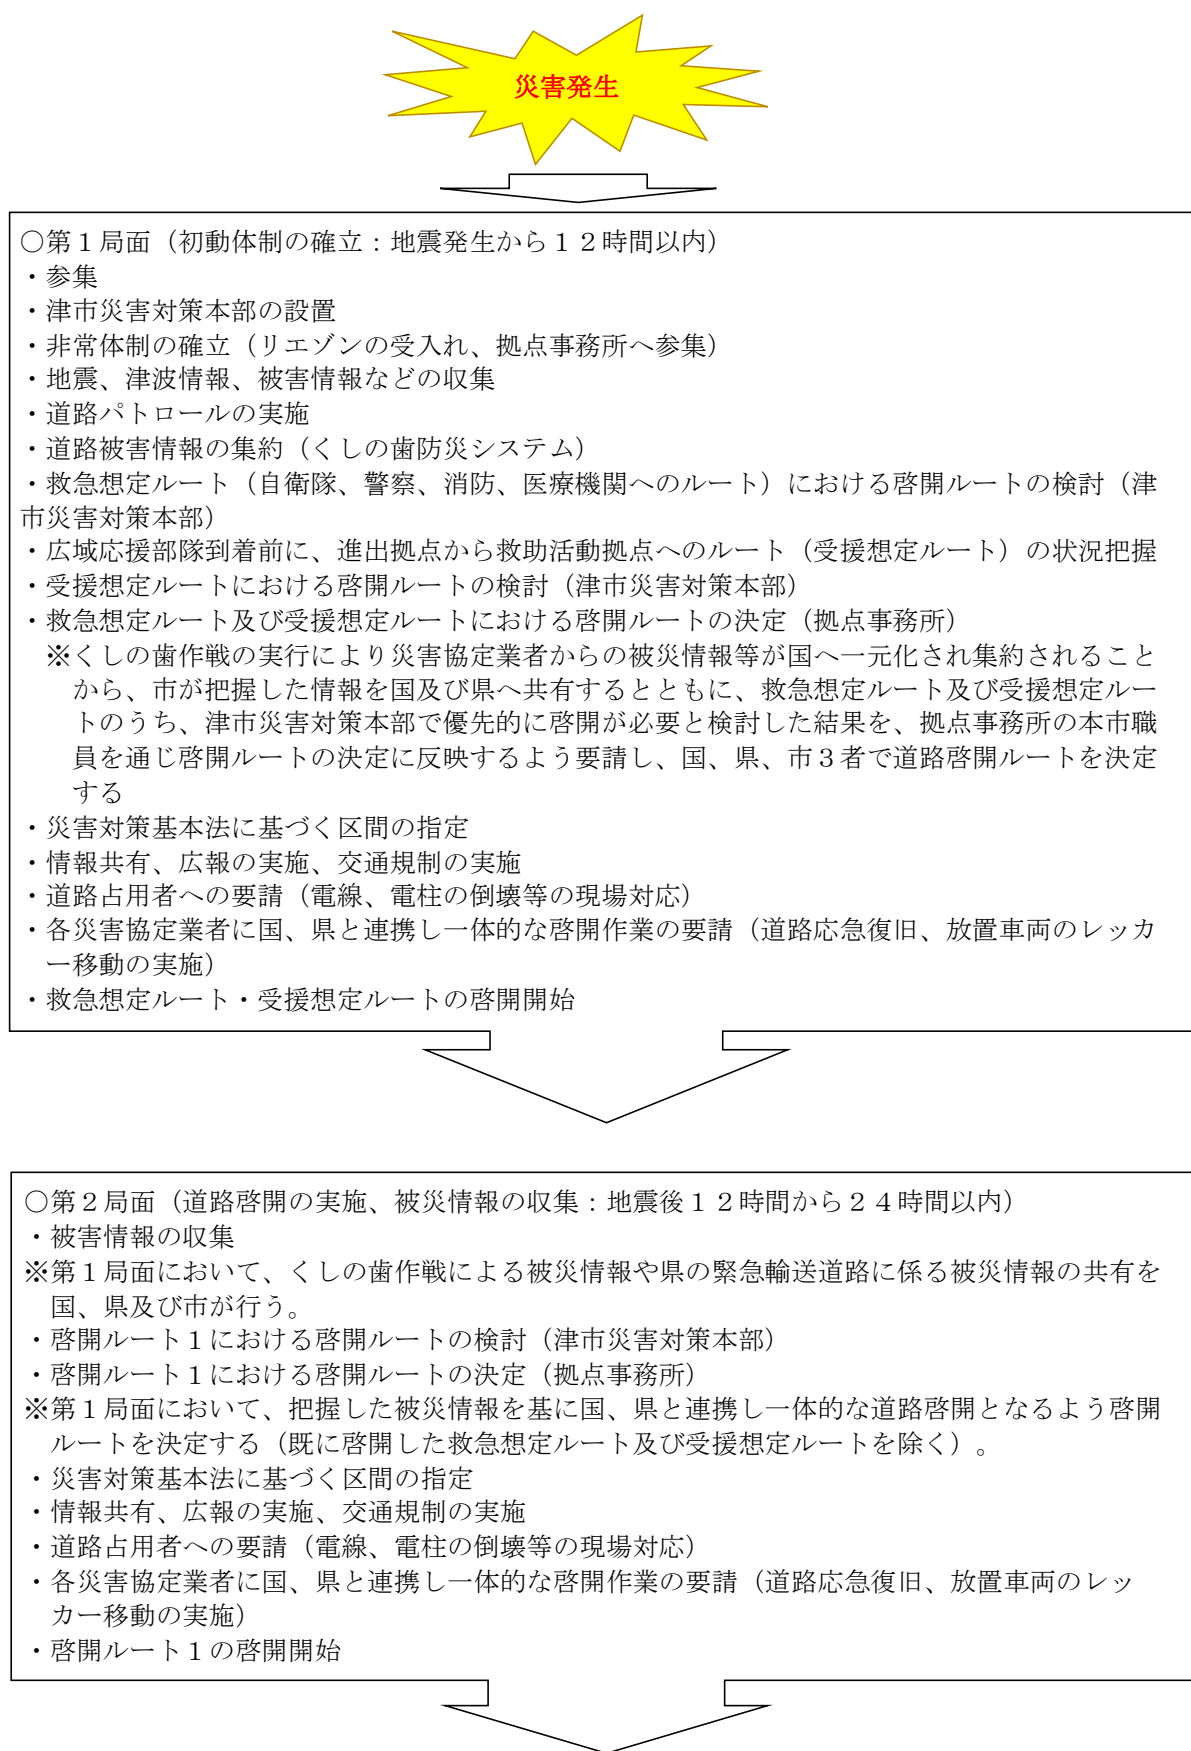 災害発生
○第１局面（初動体制の確立：地震発生から１２時間以内）
・参集
・津市災害対策本部の設置
・非常体制の確立（リエゾンの受入れ、拠点事務所へ参集）
・地震、津波情報、被害情報などの収集
・道路パトロールの実施
・道路被害情報の集約（くしの歯防災システム）
・救急想定ルート（自衛隊、警察、消防、医療機関へのルート）における啓開ルートの検討（津
市災害対策本部）
・広域応援部隊到着前に、進出拠点から救助活動拠点へのルート（受援想定ルート）の状況把握
・受援想定ルートにおける啓開ルートの検討（津市災害対策本部）
・救急想定ルート及び受援想定ルートにおける啓開ルートの決定（拠点事務所）
※くしの歯作戦の実行により災害協定業者からの被災情報等が国へ一元化され集約されること
から、市が把握した情報を国及び県へ共有するとともに、救急想定ルート及び受援想定ルー
トのうち、津市災害対策本部で優先的に啓開が必要と検討した結果を、拠点事務所の本市職
員を通じ啓開ルートの決定に反映するよう要請し、国、県、市３者で道路啓開ルートを決定
する
・災害対策基本法に基づく区間の指定
・情報共有、広報の実施、交通規制の実施
・道路占用者への要請（電線、電柱の倒壊等の現場対応）
・各災害協定業者に国、県と連携し一体的な啓開作業の要請（道路応急復旧、放置車両のレッカ
ー移動の実施）
・救急想定ルート・受援想定ルートの啓開開始
○第２局面（道路啓開の実施、被災情報の収集：地震後１２時間から２４時間以内）
・被害情報の収集
※第１局面において、くしの歯作戦による被災情報や県の緊急輸送道路に係る被災情報の共有を
国、県及び市が行う。
・啓開ルート１における啓開ルートの検討（津市災害対策本部）
・啓開ルート１における啓開ルートの決定（拠点事務所）
※第１局面において、把握した被災情報を基に国、県と連携し一体的な道路啓開となるよう啓開
ルートを決定する（既に啓開した救急想定ルート及び受援想定ルートを除く）。
・災害対策基本法に基づく区間の指定
・情報共有、広報の実施、交通規制の実施
・道路占用者への要請（電線、電柱の倒壊等の現場対応）
・各災害協定業者に国、県と連携し一体的な啓開作業の要請（道路応急復旧、放置車両のレッ
カー移動の実施）
・啓開ルート１の啓開開始